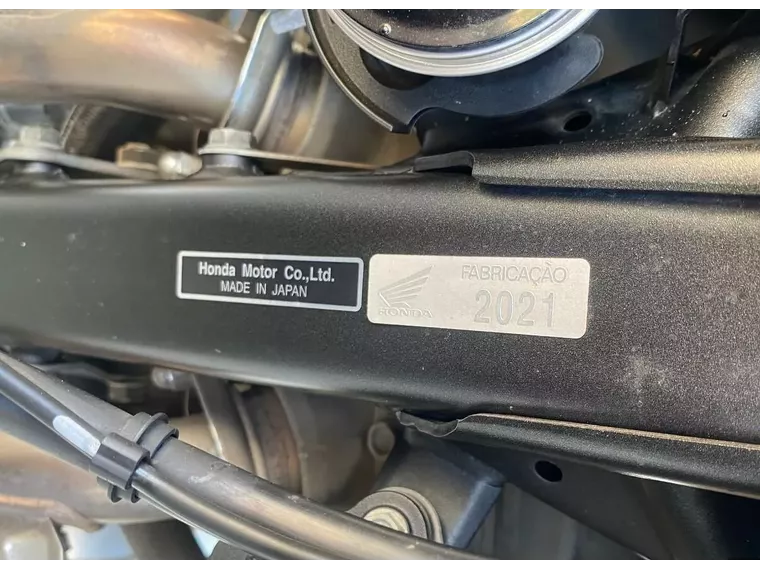 Honda Motor Co.,Ltd.
MADE IN JAPAN
FABRICAÇÃO
2021
HONDA